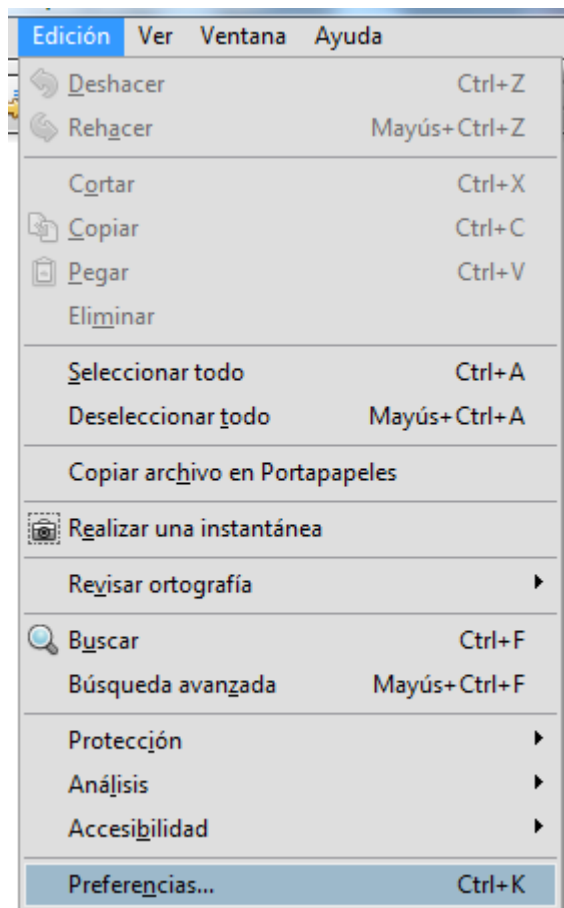 Edición Ver Ventana Ayuda
Deshacer Ctrl+Z
Rehacer Mayús+Ctrl+Z
Cortar Ctrl+X
Copiar Ctrl+C
Pegar Ctrl+V
Eliminar
Seleccionar todo Ctrl+A
Deseleccionar todo Mayús+Ctrl+A
Copiar archivo en Portapapeles
Realizar una instantánea
Revisar ortografía
Buscar Ctrl+F
Búsqueda avanzada Mayús+Ctrl+F
Protección
Análisis
Accesibilidad
Preferencias... Ctrl+K